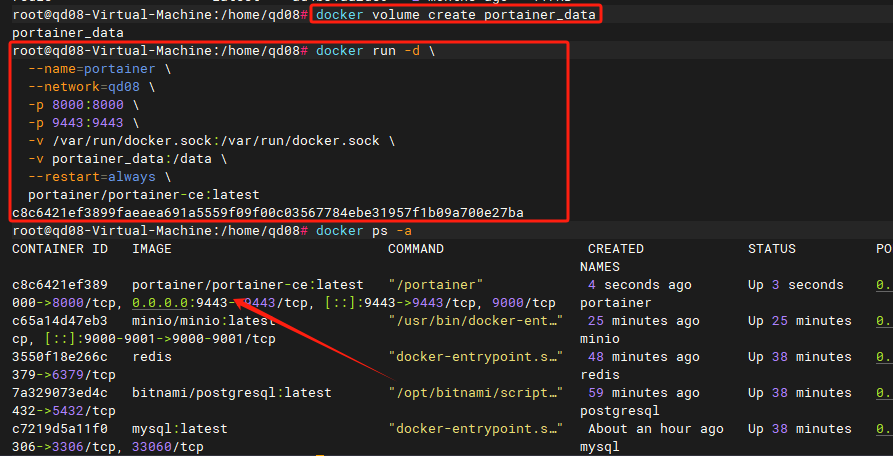 root@qd08-Virtual-Machine:/home/qd08# docker volume create portainer_data
portainer_data
root@qd08-Virtual-Machine:/home/qd08# docker run -d \
  --name=portainer \
  --network=qd08 \
  -p 8000:8000 \
  -p 9443:9443 \
  -v /var/run/docker.sock:/var/run/docker.sock \
  -v portainer_data:/data \
  --restart=always \
  portainer/portainer-ce:latest
c8c6421ef3899faeaea691a5559f09f00c03567784ebe31957f1b09a700e27ba
root@qd08-Virtual-Machine:/home/qd08# docker ps -a
CONTAINER ID   IMAGE                           COMMAND                  CREATED             STATUS          PO
NAMES
c8c6421ef389   portainer/portainer-ce:latest   "/portainer"             4 seconds ago       Up 3 seconds    0.
000->8000/tcp, 0.0.0.0:9443->9443/tcp, [::]:9443->9443/tcp, 9000/tcp   portainer
c65a14d47eb3   minio/minio:latest              "/usr/bin/docker-ent…"   25 minutes ago      Up 25 minutes   0.
cp, [::]:9000-9001->9000-9001/tcp   minio
3550f18e266c   redis                           "docker-entrypoint.s…"   48 minutes ago      Up 38 minutes   0.
379->6379/tcp   redis
7a329073ed4c   bitnami/postgresql:latest       "/opt/bitnami/script…"   59 minutes ago      Up 38 minutes   0.
432->5432/tcp   postgresql
c7219d5a11f0   mysql:latest                    "docker-entrypoint.s…"   About an hour ago   Up 38 minutes   0.
306->3306/tcp, 33060/tcp   mysql